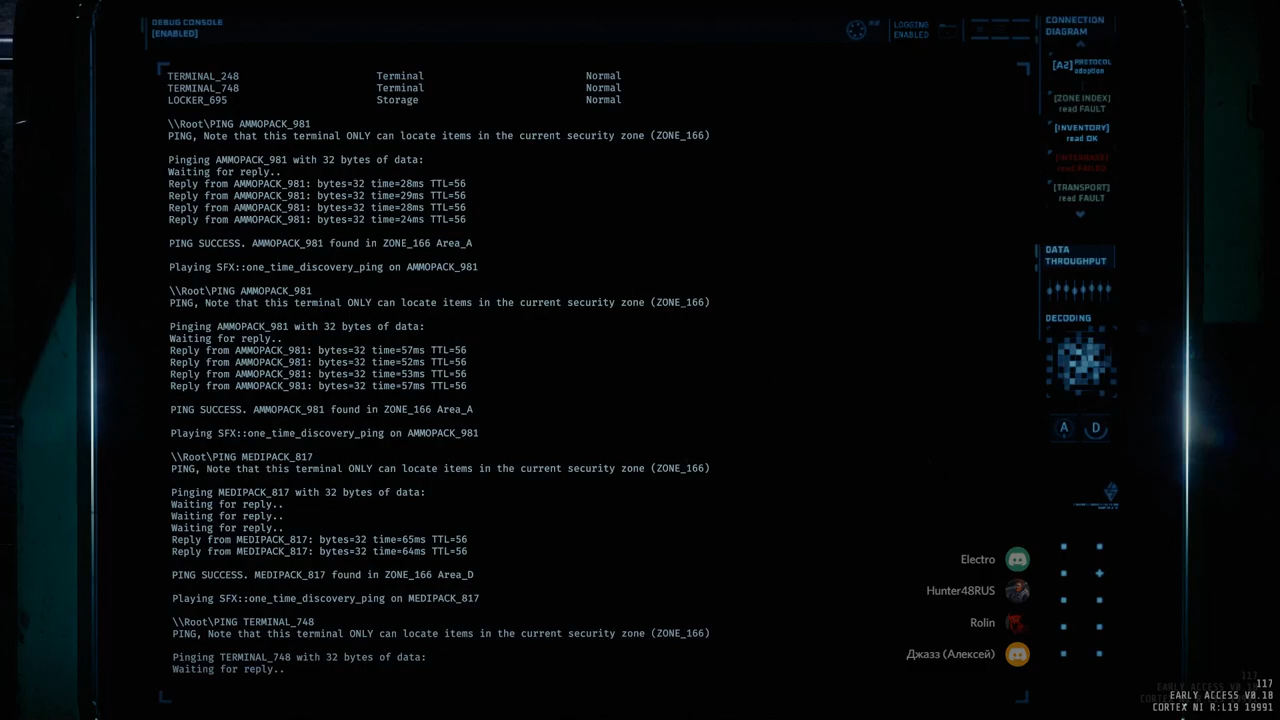 DEBUG CONSOLE
[ENABLED]
LOGGING
ENABLED
CONNECTION
DIAGRAM
[A2] PROTOCOL
adoption
[ZONE INDEX]
read FAULT
[INVENTORY]
read OK
read FAILED
[TRANSPORT]
read FAULT
DATA
THROUGHPUT
DECODING
A D
TERMINAL_248 Terminal Normal
TERMINAL_748 Terminal Normal
LOCKER_695 Storage Normal
\\Root\PING AMMOPACK_981
PING, Note that this terminal ONLY can locate items in the current security zone (ZONE_166)
Pinging AMMOPACK_981 with 32 bytes of data:
Waiting for reply..
Reply from AMMOPACK_981: bytes=32 time=28ms TTL=56
Reply from AMMOPACK_981: bytes=32 time=29ms TTL=56
Reply from AMMOPACK_981: bytes=32 time=28ms TTL=56
Reply from AMMOPACK_981: bytes=32 time=24ms TTL=56
PING SUCCESS. AMMOPACK_981 found in ZONE_166 Area_A
Playing SFX::one_time_discovery_ping on AMMOPACK_981
\\Root\PING AMMOPACK_981
PING, Note that this terminal ONLY can locate items in the current security zone (ZONE_166)
Pinging AMMOPACK_981 with 32 bytes of data:
Waiting for reply..
Reply from AMMOPACK_981: bytes=32 time=57ms TTL=56
Reply from AMMOPACK_981: bytes=32 time=52ms TTL=56
Reply from AMMOPACK_981: bytes=32 time=53ms TTL=56
Reply from AMMOPACK_981: bytes=32 time=57ms TTL=56
PING SUCCESS. AMMOPACK_981 found in ZONE_166 Area_A
Playing SFX::one_time_discovery_ping on AMMOPACK_981
\\Root\PING MEDIPACK_817
PING, Note that this terminal ONLY can locate items in the current security zone (ZONE_166)
Pinging MEDIPACK_817 with 32 bytes of data:
Waiting for reply..
Waiting for reply..
Waiting for reply..
Reply from MEDIPACK_817: bytes=32 time=65ms TTL=56
Reply from MEDIPACK_817: bytes=32 time=64ms TTL=56
PING SUCCESS. MEDIPACK_817 found in ZONE_166 Area_D
Playing SFX::one_time_discovery_ping on MEDIPACK_817
\\Root\PING TERMINAL_748
PING, Note that this terminal ONLY can locate items in the current security zone (ZONE_166)
Pinging TERMINAL_748 with 32 bytes of data:
Waiting for reply..
Electro
Hunter48RUS
Rolin
Джазз (Алексей)
117
EARLY ACCESS V0.18
CORTEX NI R:L19 19991